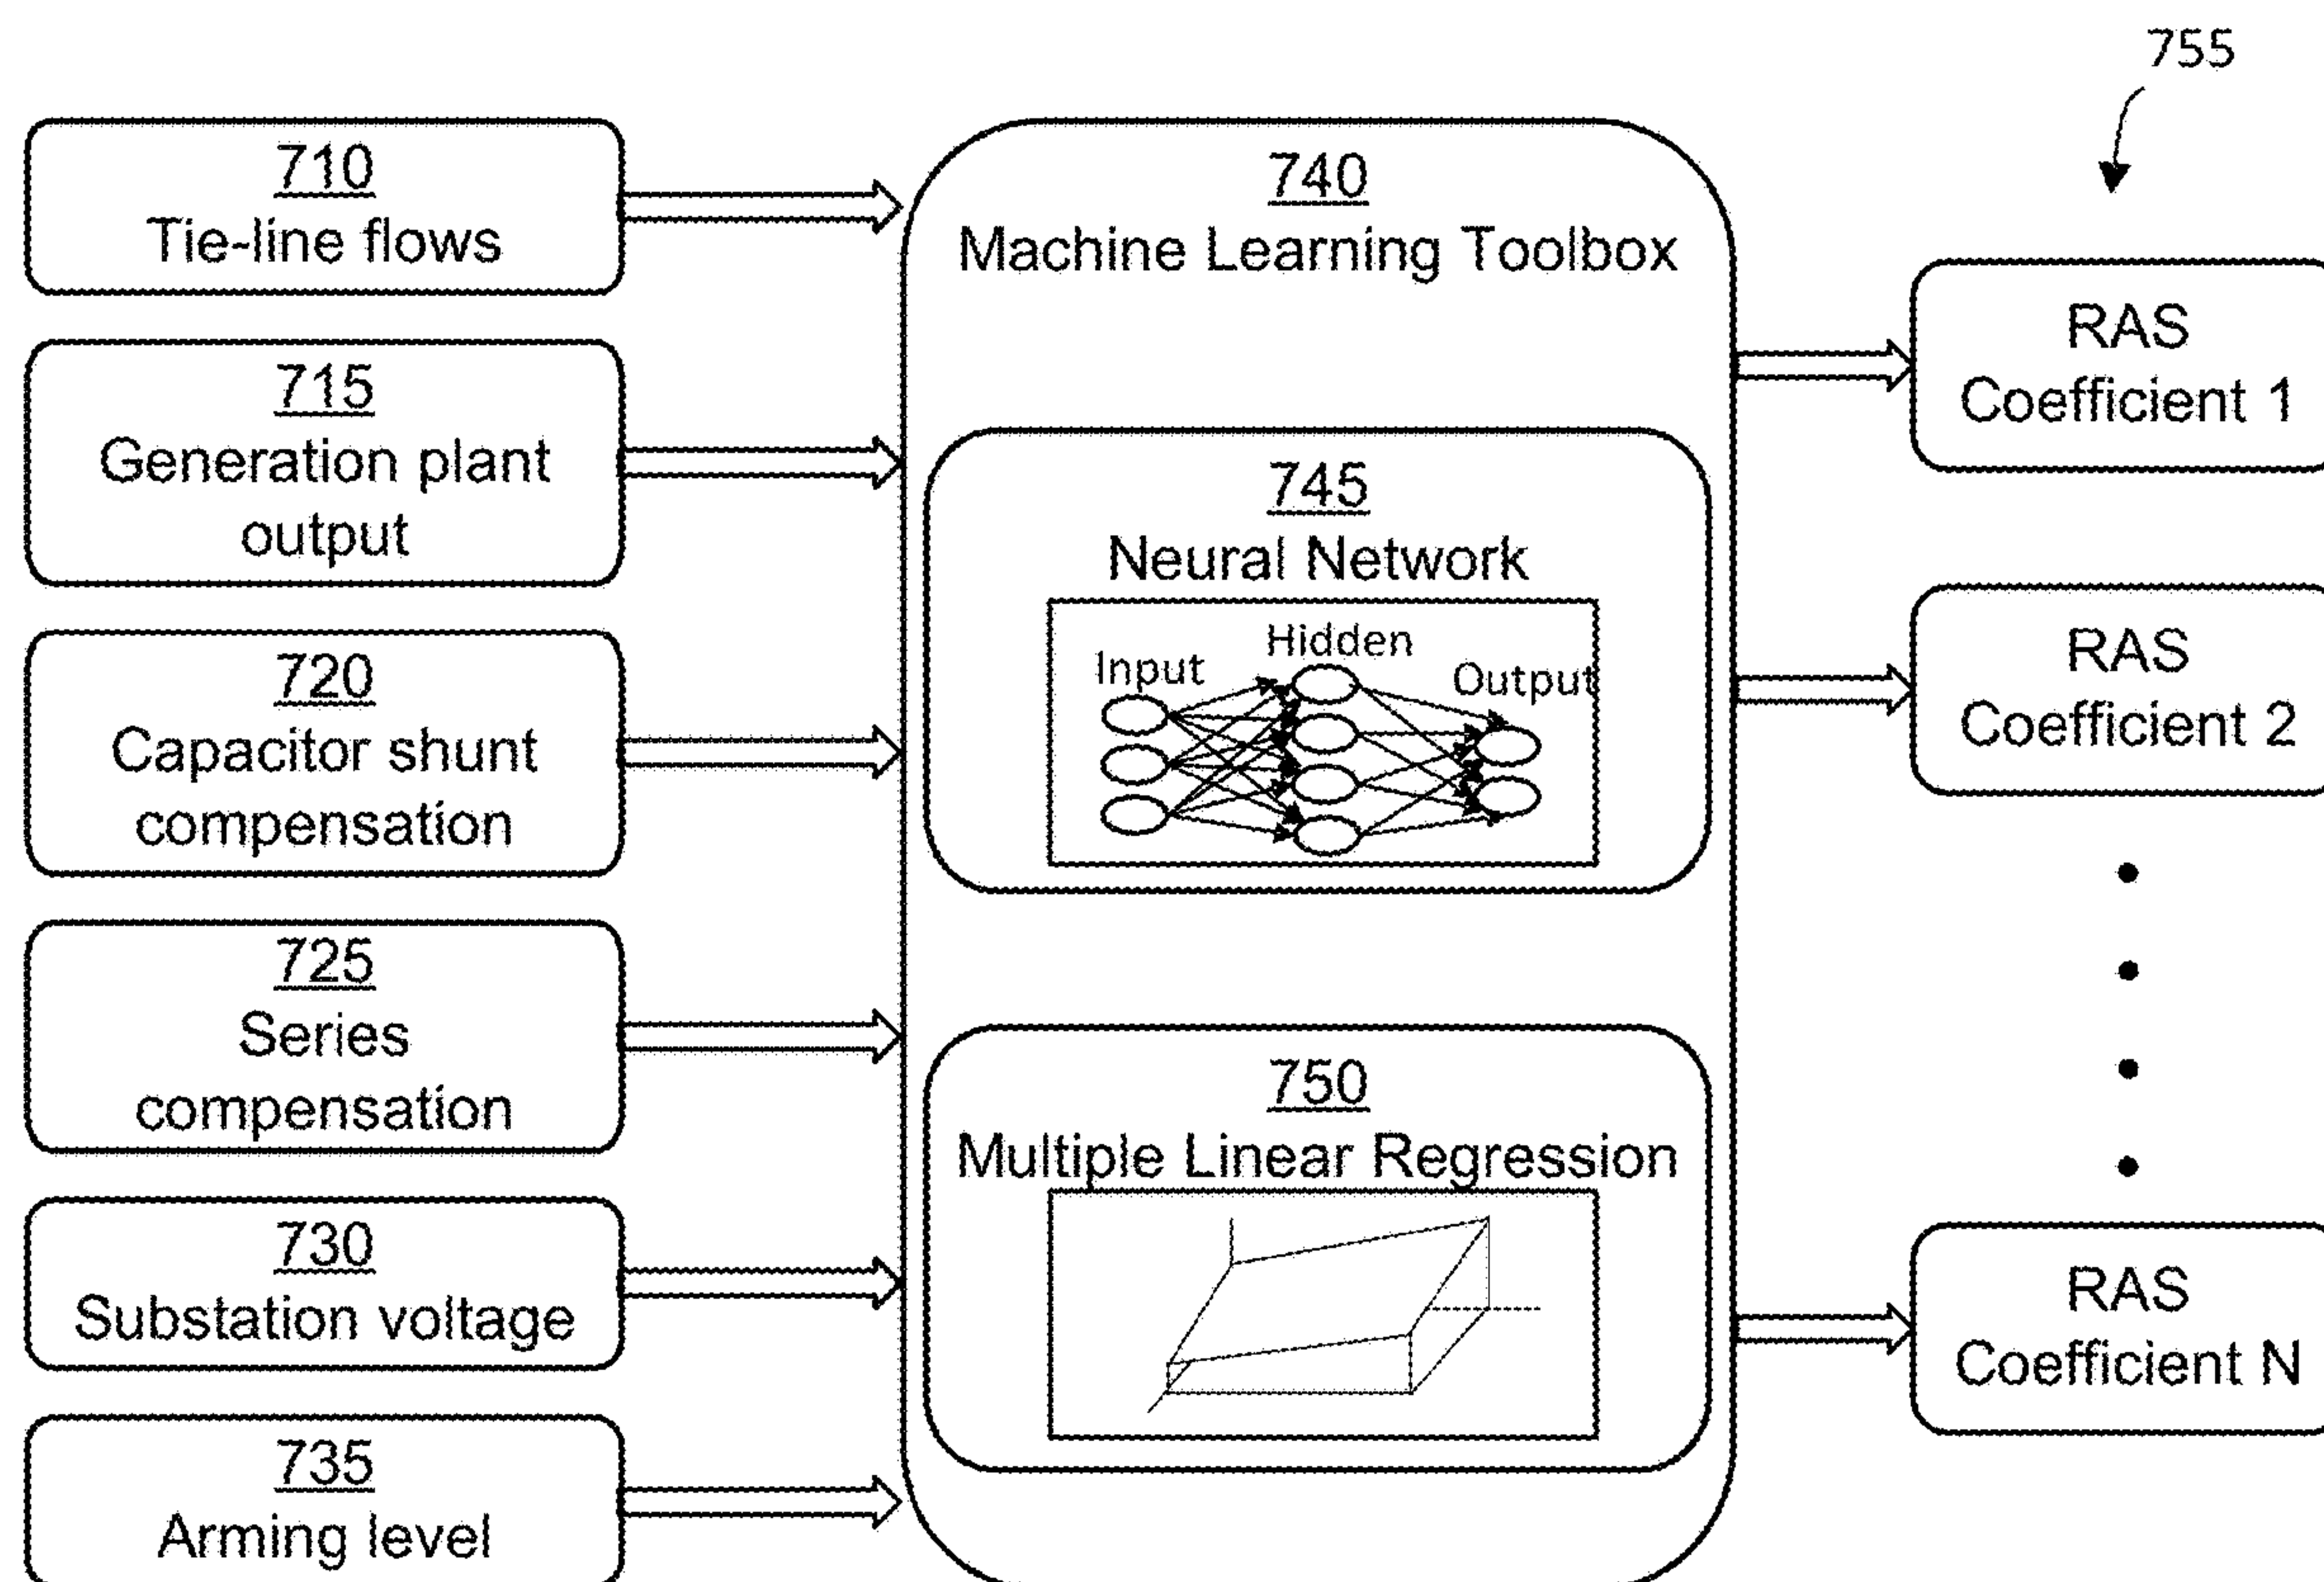 755
710
Tie-line flows
715
Generation plant
output
720
Capacitor shunt
compensation
725
Series
compensation
730
Substation voltage
735
Arming level
740
Machine Learning Toolbox
745
Neural Network
Input
Hidden
Output
750
Multiple Linear Regression
RAS
Coefficient 1
RAS
Coefficient 2
RAS
Coefficient N